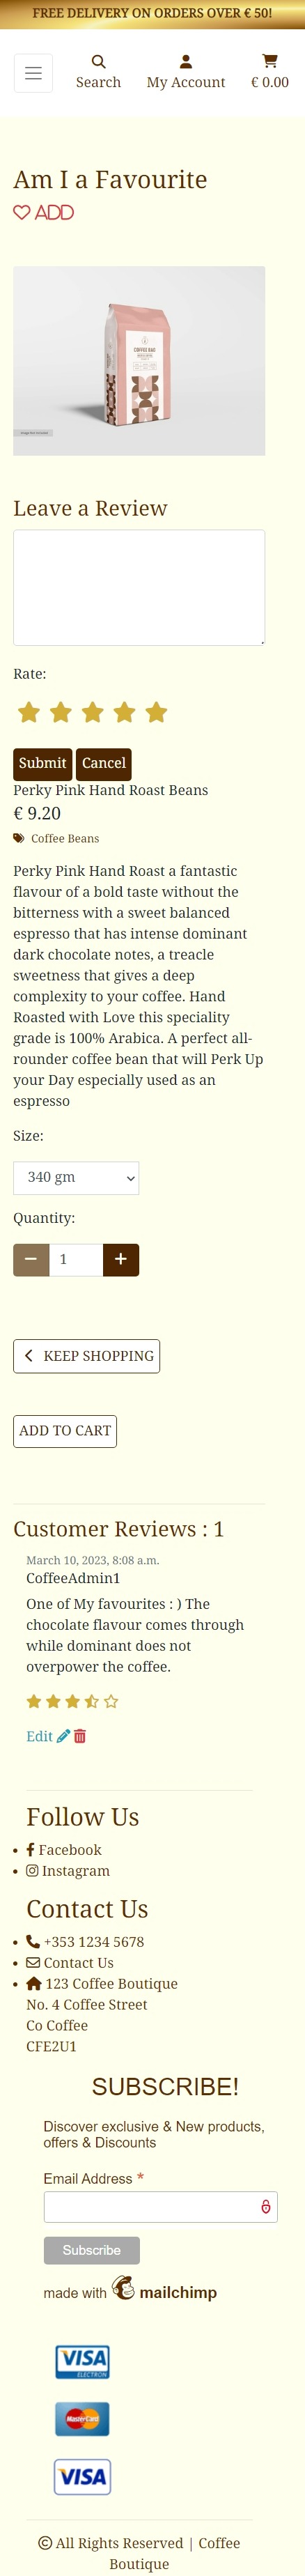 FREE DELIVERY ON ORDERS OVER € 50!
Search
My Account
€ 0.00
Am I a Favourite
ADD
COFFEE BAG
Leave a Review
Rate:
Submit
Cancel
Perky Pink Hand Roast Beans
€ 9.20
Coffee Beans
Perky Pink Hand Roast a fantastic
flavour of a bold taste without the
bitterness with a sweet balanced
espresso that has intense dominant
dark chocolate notes, a treacle
sweetness that gives a deep
complexity to your coffee. Hand
Roasted with Love this speciality
grade is 100% Arabica. A perfect all-
rounder coffee bean that will Perk Up
your Day especially used as an
espresso
Size:
340 gm
Quantity:
1
KEEP SHOPPING
ADD TO CART
Customer Reviews : 1
March 10, 2023, 8:08 a.m.
CoffeeAdmin1
One of My favourites : ) The
chocolate flavour comes through
while dominant does not
overpower the coffee.
Edit
Follow Us
Facebook
Instagram
Contact Us
+353 1234 5678
Contact Us
123 Coffee Boutique
No. 4 Coffee Street
Co Coffee
CFE2U1
SUBSCRIBE!
Discover exclusive & New products,
offers & Discounts
Email Address *
Subscribe
made with mailchimp
VISA
ELECTRON
MasterCard
VISA
© All Rights Reserved | Coffee
Boutique